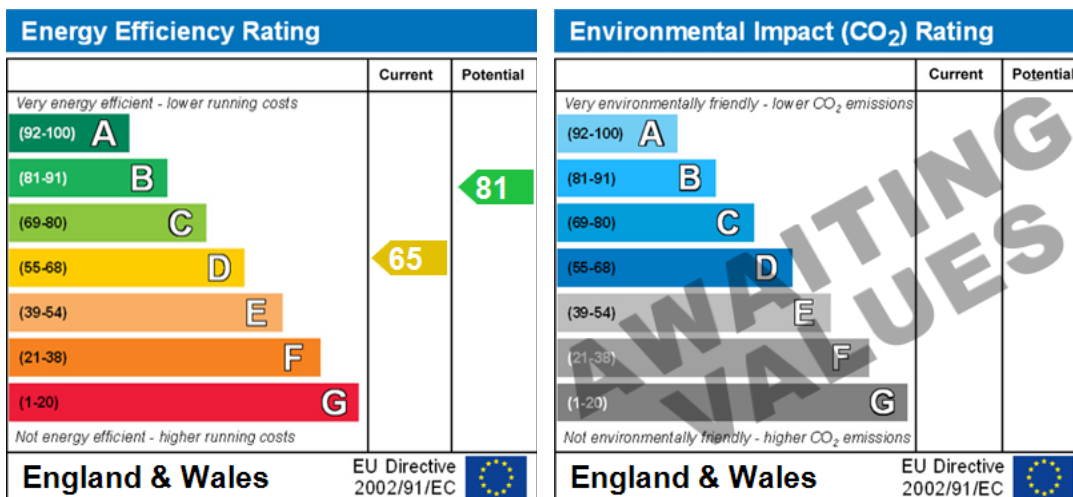 Energy Efficiency Rating
Current Potential
Very energy efficient - lower running costs
(92-100) A
(81-91) B
81
(69-80) C
(55-68) D
65
(39-54) E
(21-38) F
(1-20) G
Not energy efficient - higher running costs
England & Wales
EU Directive
2002/91/EC
Environmental Impact (CO₂) Rating
Current Potential
Very environmentally friendly - lower CO₂ emissions
(92-100) A
(81-91) B
(69-80) C
(55-68) D
(39-54) E
(21-38) F
(1-20) G
AWAITING
VALUES
Not environmentally friendly - higher CO₂ emissions
England & Wales
EU Directive
2002/91/EC